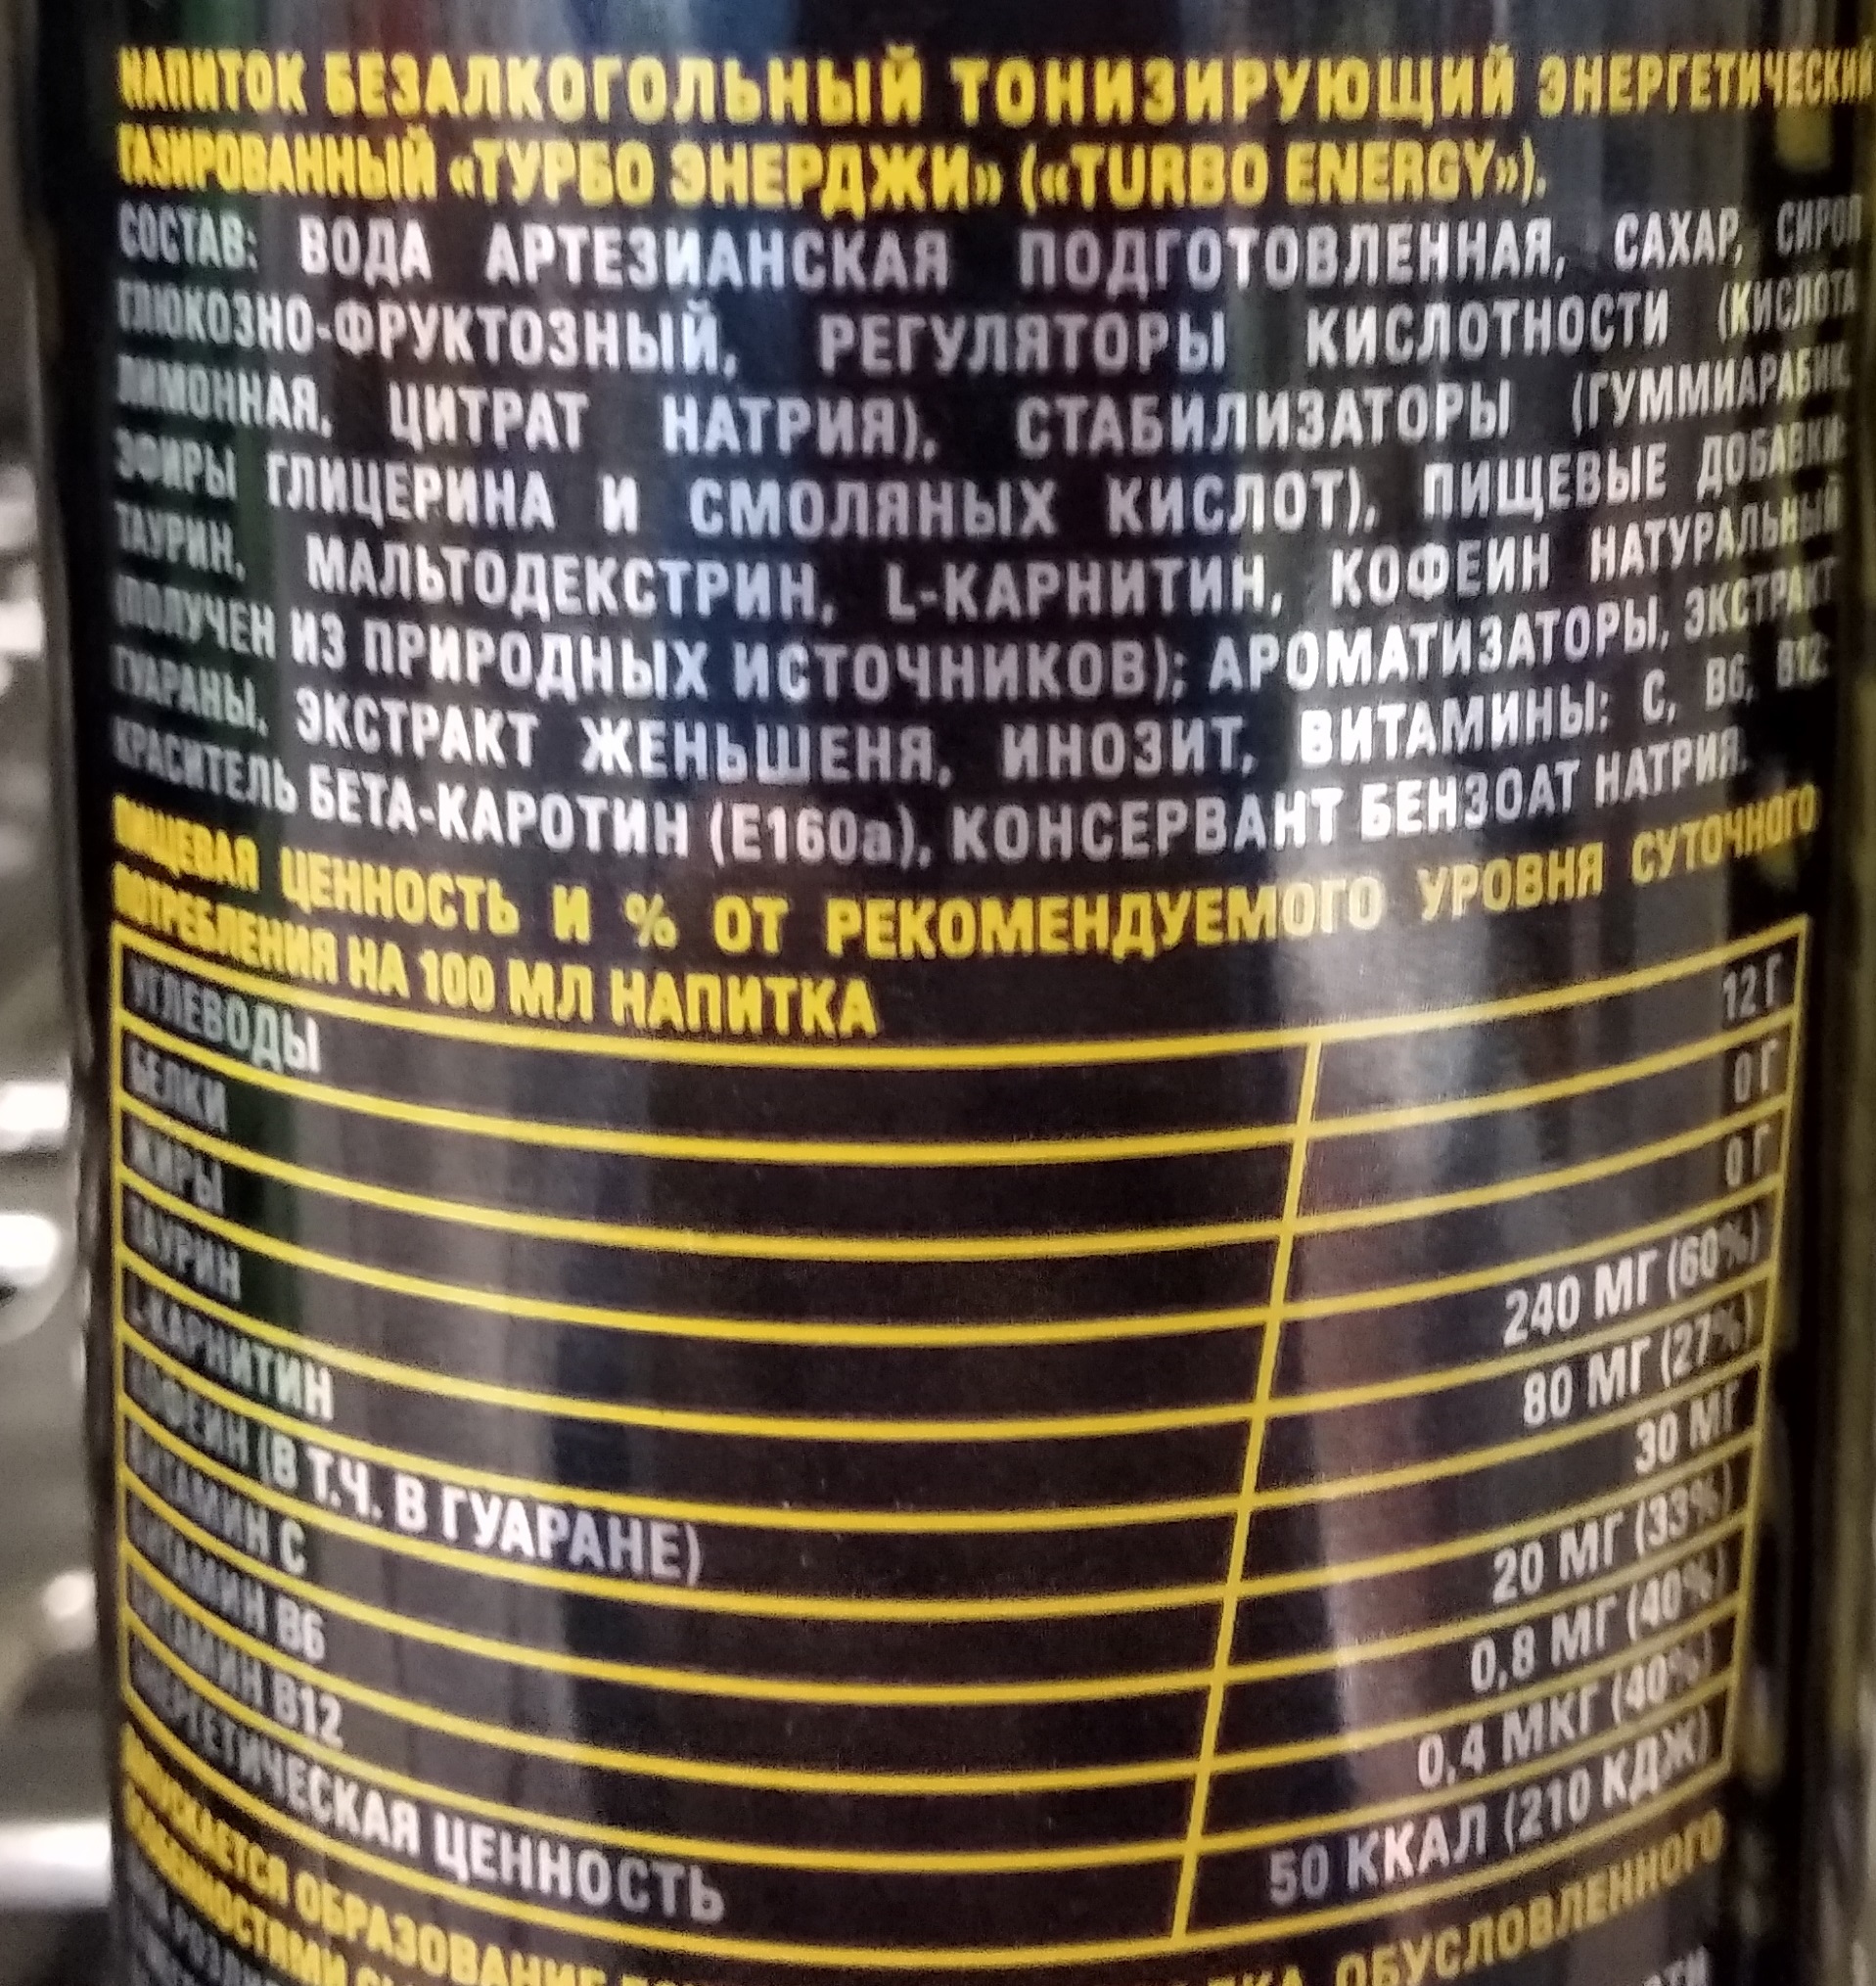 НАПИТОК БЕЗАЛКОГОЛЬНЫЙ ТОНИЗИРУЮЩИЙ ЭНЕРГЕТИЧЕСКИЙ
ГАЗИРОВАННЫЙ «ТУРБО ЭНЕРДЖИ» («TURBO ENERGY»).
СОСТАВ: ВОДА АРТЕЗИАНСКАЯ ПОДГОТОВЛЕННАЯ, САХАР, СИРОП
ГЛЮКОЗНО-ФРУКТОЗНЫЙ, РЕГУЛЯТОРЫ КИСЛОТНОСТИ (КИСЛОТА
ЛИМОННАЯ, ЦИТРАТ НАТРИЯ), СТАБИЛИЗАТОРЫ (ГУММИАРАБИК,
ЭФИРЫ ГЛИЦЕРИНА И СМОЛЯНЫХ КИСЛОТ), ПИЩЕВЫЕ ДОБАВКИ:
ТАУРИН, МАЛЬТОДЕКСТРИН, L-КАРНИТИН, КОФЕИН НАТУРАЛЬНЫЙ
(ПОЛУЧЕН ИЗ ПРИРОДНЫХ ИСТОЧНИКОВ); АРОМАТИЗАТОРЫ, ЭКСТРАКТ
ГУАРАНЫ, ЭКСТРАКТ ЖЕНЬШЕНЯ, ИНОЗИТ, ВИТАМИНЫ: С, В6, В12;
КРАСИТЕЛЬ БЕТА-КАРОТИН (Е160а), КОНСЕРВАНТ БЕНЗОАТ НАТРИЯ.
ПИЩЕВАЯ ЦЕННОСТЬ И % ОТ РЕКОМЕНДУЕМОГО УРОВНЯ СУТОЧНОГО
ПОТРЕБЛЕНИЯ НА 100 МЛ НАПИТКА
УГЛЕВОДЫ 12 Г
БЕЛКИ 0 Г
ЖИРЫ 0 Г
ТАУРИН 240 МГ (60%)
L-КАРНИТИН 80 МГ (27%)
КОФЕИН (В Т.Ч. В ГУАРАНЕ) 30 МГ
ВИТАМИН С 20 МГ (33%)
ВИТАМИН В6 0,8 МГ (40%)
ВИТАМИН В12 0,4 МКГ (40%)
ЭНЕРГЕТИЧЕСКАЯ ЦЕННОСТЬ 50 ККАЛ (210 КДЖ)
ДОПУСКАЕТСЯ ОБРАЗОВАНИЕ ОБУСЛОВЛЕННОГО